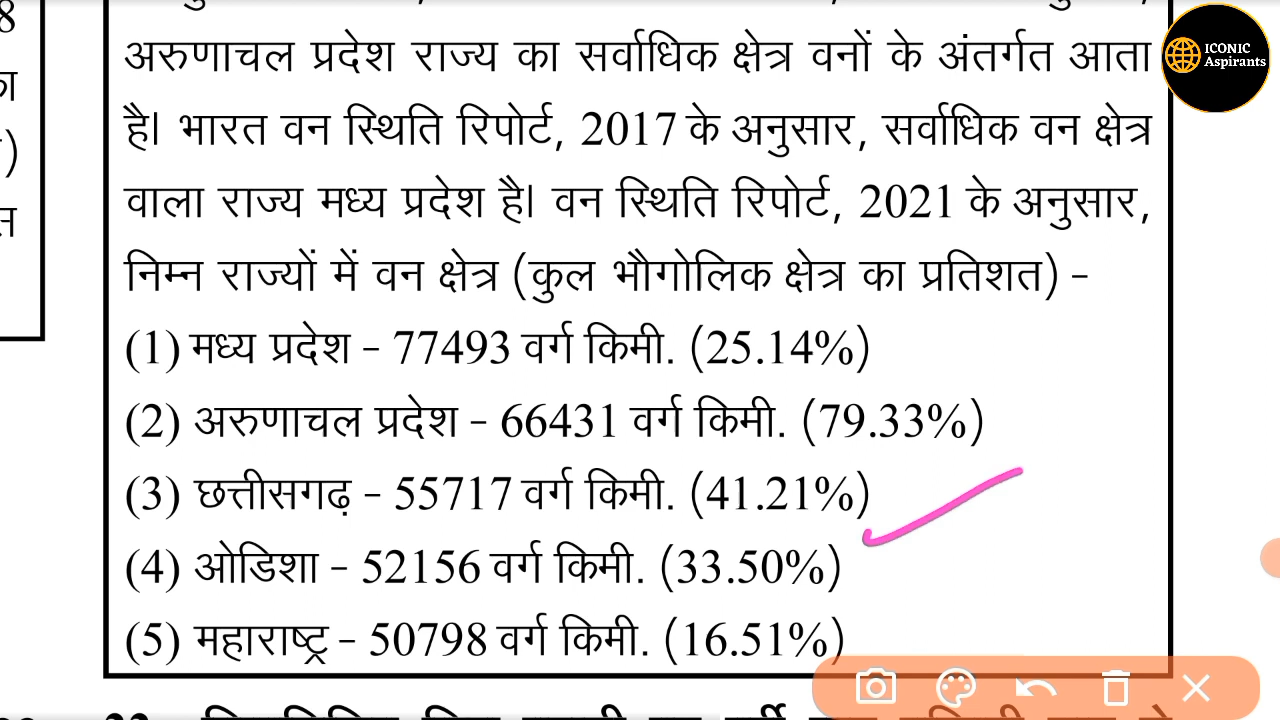 8
ICONIC
Aspirants
अरुणाचल प्रदेश राज्य का सर्वाधिक क्षेत्र वनों के अंतर्गत आता
है। भारत वन स्थिति रिपोर्ट, 2017 के अनुसार, सर्वाधिक वन क्षेत्र
वाला राज्य मध्य प्रदेश है। वन स्थिति रिपोर्ट, 2021 के अनुसार,
निम्न राज्यों में वन क्षेत्र (कुल भौगोलिक क्षेत्र का प्रतिशत) -
(1) मध्य प्रदेश - 77493 वर्ग किमी. (25.14%)
(2) अरुणाचल प्रदेश - 66431 वर्ग किमी. (79.33%)
(3) छत्तीसगढ़ - 55717 वर्ग किमी. (41.21%)
(4) ओडिशा - 52156 वर्ग किमी. (33.50%)
(5) महाराष्ट्र - 50798 वर्ग किमी. (16.51%)